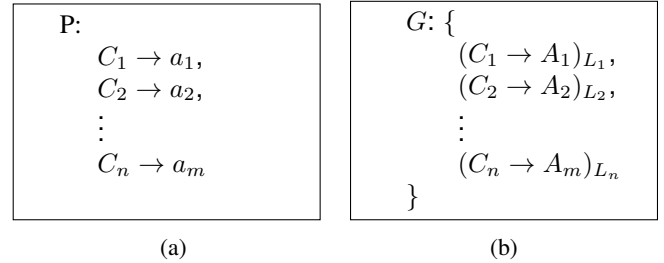 P:
C₁ → a₁,
C₂ → a₂,
⋮
Cₙ → aₘ
(a)
G: {
(C₁ → A₁)_{L₁},
(C₂ → A₂)_{L₂},
⋮
(Cₙ → Aₘ)_{Lₙ}
}
(b)